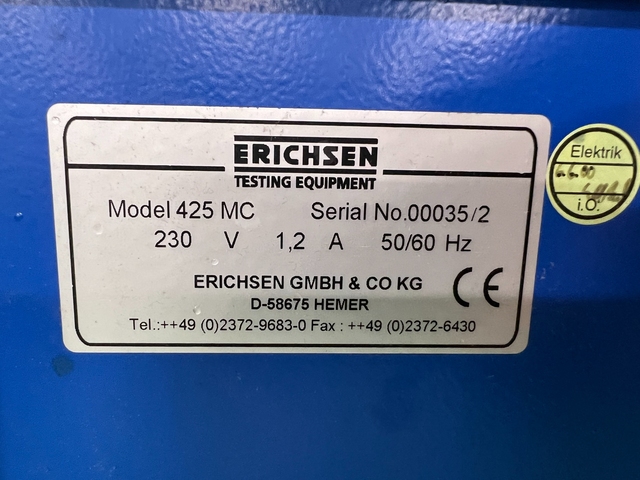 ERICHSEN
TESTING EQUIPMENT
Model 425 MC Serial No.00035/2
230 V 1,2 A 50/60 Hz
ERICHSEN GMBH & CO KG
D-58675 HEMER
CE
Tel.:++49 (0)2372-9683-0 Fax : ++49 (0)2372-6430
Elektrik
i.O.